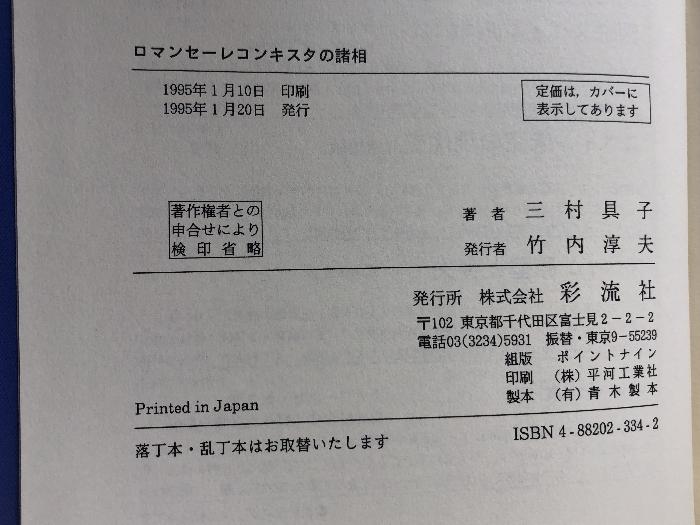 ロマンセーレコンキスタの諸相
1995年1月10日 印刷
1995年1月20日 発行
定価は，カバーに
表示してあります
著作権者との
申合せにより
検印省略
著者 三村具子
発行者 竹内淳夫
発行所 株式会社 彩流社
〒102 東京都千代田区富士見2－2－2
電話03(3234)5931 振替・東京9－55239
組版 ポイントナイン
印刷 （株）平河工業社
製本 （有）青木製本
Printed in Japan
落丁本・乱丁本はお取替いたします
ISBN 4-88202-334-2